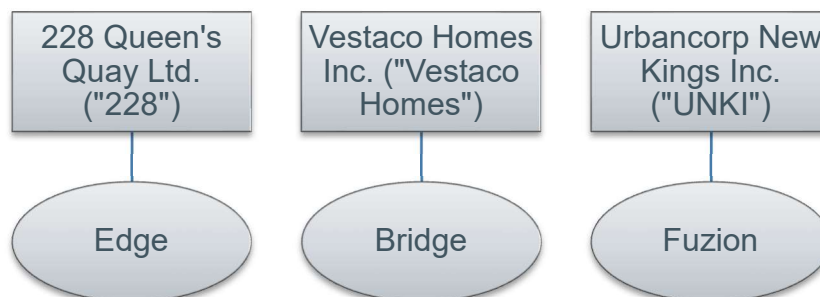 228 Queen's
Quay Ltd.
("228")
Vestaco Homes
Inc. ("Vestaco
Homes")
Urbancorp New
Kings Inc.
("UNKI")
Edge
Bridge
Fuzion